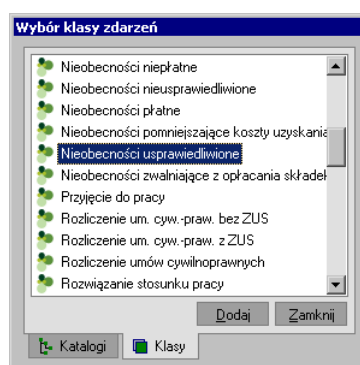 Wybór klasy zdarzeń
Nieobecności niepłatne
Nieobecności nieusprawiedliwione
Nieobecności płatne
Nieobecności pomniejszające koszty uzyskania
Nieobecności usprawiedliwione
Nieobecności zwalniające z opłacania składek
Przyjęcie do pracy
Rozliczenie um. cyw.-praw. bez ZUS
Rozliczenie um. cyw.-praw. z ZUS
Rozliczenie umów cywilnoprawnych
Rozwiązanie stosunku pracy
Dodaj Zamknij
Katalogi Klasy